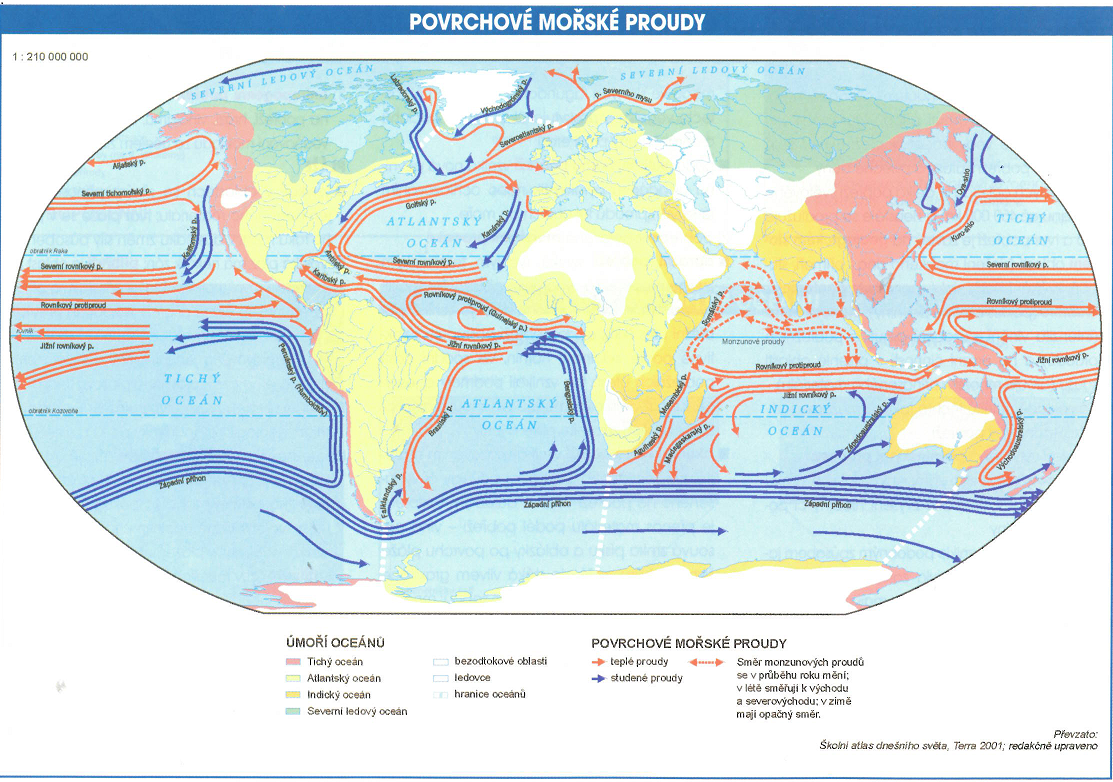 POVRCHOVÉ MOŘSKÉ PROUDY
1 : 210 000 000
SEVERNÍ LEDOVÝ OCEÁN
SEVERNÍ LEDOVÝ OCEÁN
Labradorský p.
Východogrónský p.
p. Severního mysu
Severoatlantský p.
Aljašský p.
Severní tichomořský p.
Kalifornský p.
Golfský p.
Kanárský p.
Oya-šio
Kuro-šio
ATLANTSKÝ
OCEÁN
TICHÝ
OCEÁN
obratník Raka
Severní rovníkový p.
Antilský p.
Karibský p.
Severní rovníkový p.
Severní rovníkový p.
Rovníkový protiproud
Rovníkový protiproud (Guinejský p.)
Somálský p.
Rovníkový protiproud
rovník
Jižní rovníkový p.
Jižní rovníkový p.
Monzunové proudy
Jižní rovníkový p.
Peruánský p. (Humboldtův)
Rovníkový protiproud
TICHÝ
OCEÁN
Benguelský p.
Mosambický p.
Jižní rovníkový p.
obratník Kozoroha
Brazilský p.
ATLANTSKÝ
OCEÁN
INDICKÝ
OCEÁN
Agulhaský p.
Madagaskarský p.
Západoaustralský p.
Východoaustralský p.
Západní příhon
Falklandský p.
Západní příhon
Západní příhon
ÚMOŘÍ OCEÁNŮ
Tichý oceán
Atlantský oceán
Indický oceán
Severní ledový oceán
bezodtokové oblasti
ledovce
hranice oceánů
POVRCHOVÉ MOŘSKÉ PROUDY
teplé proudy
studené proudy
Směr monzunových proudů
se v průběhu roku mění;
v létě směřují k východu
a severovýchodu; v zimě
mají opačný směr.
Převzato:
Školní atlas dnešního světa, Terra 2001; redakčně upraveno